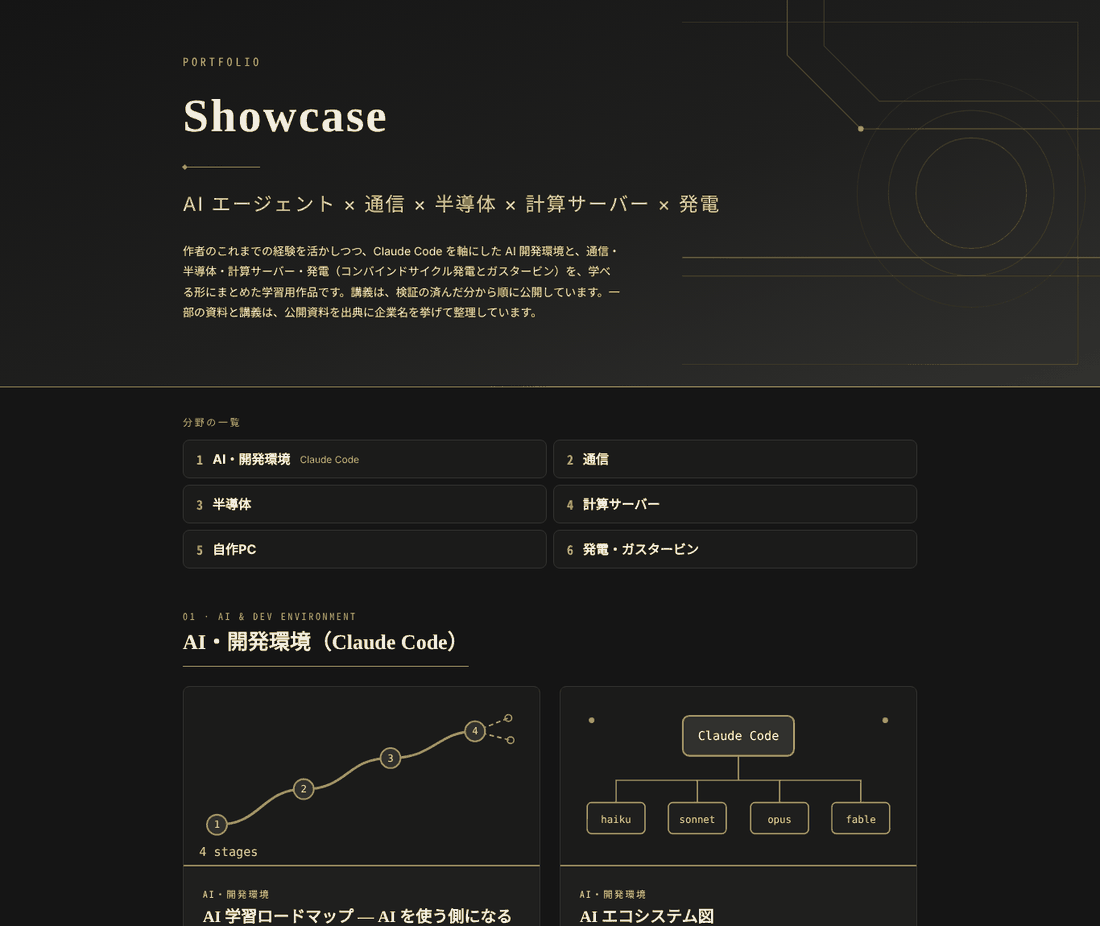 PORTFOLIO
Showcase
AI エージェント × 通信 × 半導体 × 計算サーバー × 発電
作者のこれまでの経験を活かしつつ、Claude Code を軸にした AI 開発環境と、通信・
半導体・計算サーバー・発電（コンバインドサイクル発電とガスタービン）を、学べ
る形にまとめた学習用作品です。講義は、検証の済んだ分から順に公開しています。一
部の資料と講義は、公開資料を出典に企業名を挙げて整理しています。
分野の一覧
1 AI・開発環境 Claude Code
2 通信
3 半導体
4 計算サーバー
5 自作PC
6 発電・ガスタービン
01 · AI & DEV ENVIRONMENT
AI・開発環境（Claude Code）
1
2
3
4
4 stages
AI・開発環境
AI 学習ロードマップ — AI を使う側になる
Claude Code
haiku
sonnet
opus
fable
AI・開発環境
AI エコシステム図